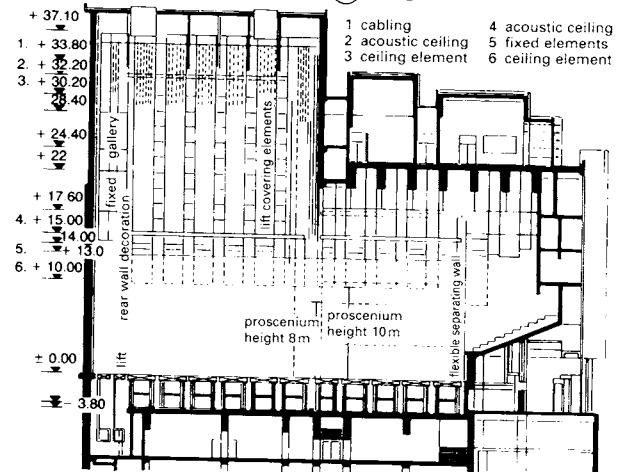 1 cabling
2 acoustic ceiling
3 ceiling element
4 acoustic ceiling
5 fixed elements
6 ceiling element
+ 37.10
1. + 33.80
2. + 32.20
3. + 30.20
28.40
+ 24.40
+ 22
+ 17.60
4. + 15.00
14.00
5. + 13.0
6. + 10.00
± 0.00
- 3.80
fixed gallery
rear wall decoration
lift
lift covering elements
proscenium
height 8 m
proscenium
height 10 m
flexible separating wall